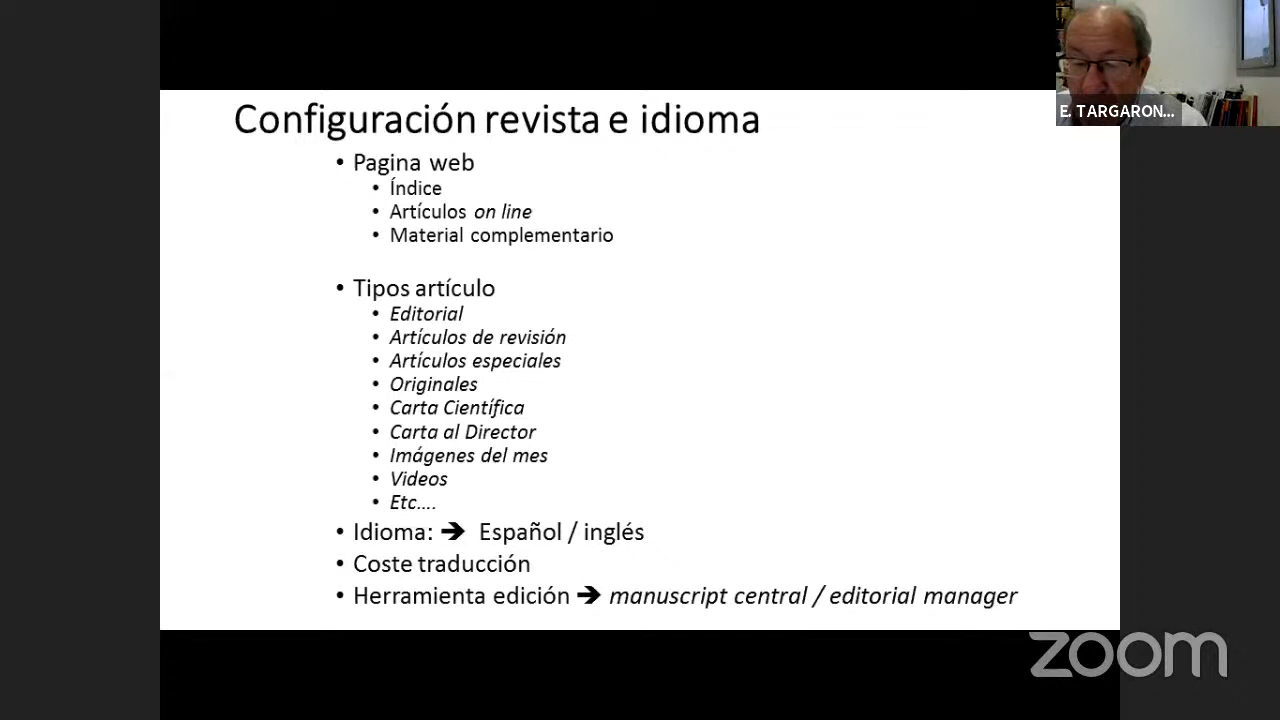 E. TARGARON...
Configuración revista e idioma
• Pagina web
• Índice
• Artículos on line
• Material complementario
• Tipos artículo
• Editorial
• Artículos de revisión
• Artículos especiales
• Originales
• Carta Científica
• Carta al Director
• Imágenes del mes
• Videos
• Etc....
• Idioma: ➔ Español / inglés
• Coste traducción
• Herramienta edición ➔ manuscript central / editorial manager
zoom